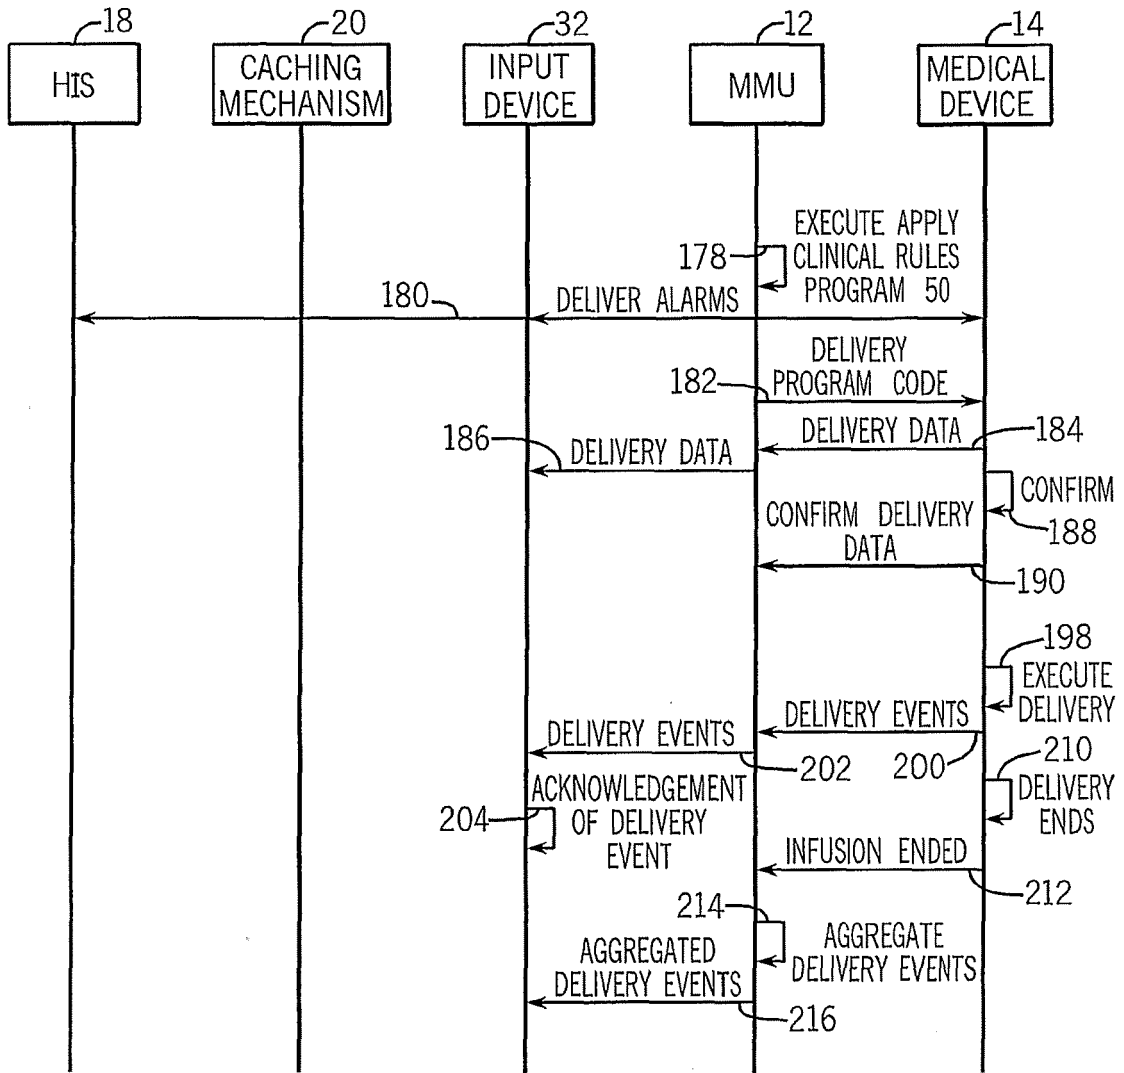 18
20
32
12
14
HIS
CACHING
MECHANISM
INPUT
DEVICE
MMU
MEDICAL
DEVICE
178
EXECUTE APPLY
CLINICAL RULES
PROGRAM 50
180
DELIVER ALARMS
182
DELIVERY
PROGRAM CODE
DELIVERY DATA
184
186
DELIVERY DATA
CONFIRM
188
CONFIRM DELIVERY
DATA
190
198
EXECUTE
DELIVERY
DELIVERY EVENTS
200
DELIVERY EVENTS
202
210
DELIVERY
ENDS
204
ACKNOWLEDGEMENT
OF DELIVERY
EVENT
INFUSION ENDED
212
214
AGGREGATE
DELIVERY EVENTS
AGGREGATED
DELIVERY EVENTS
216